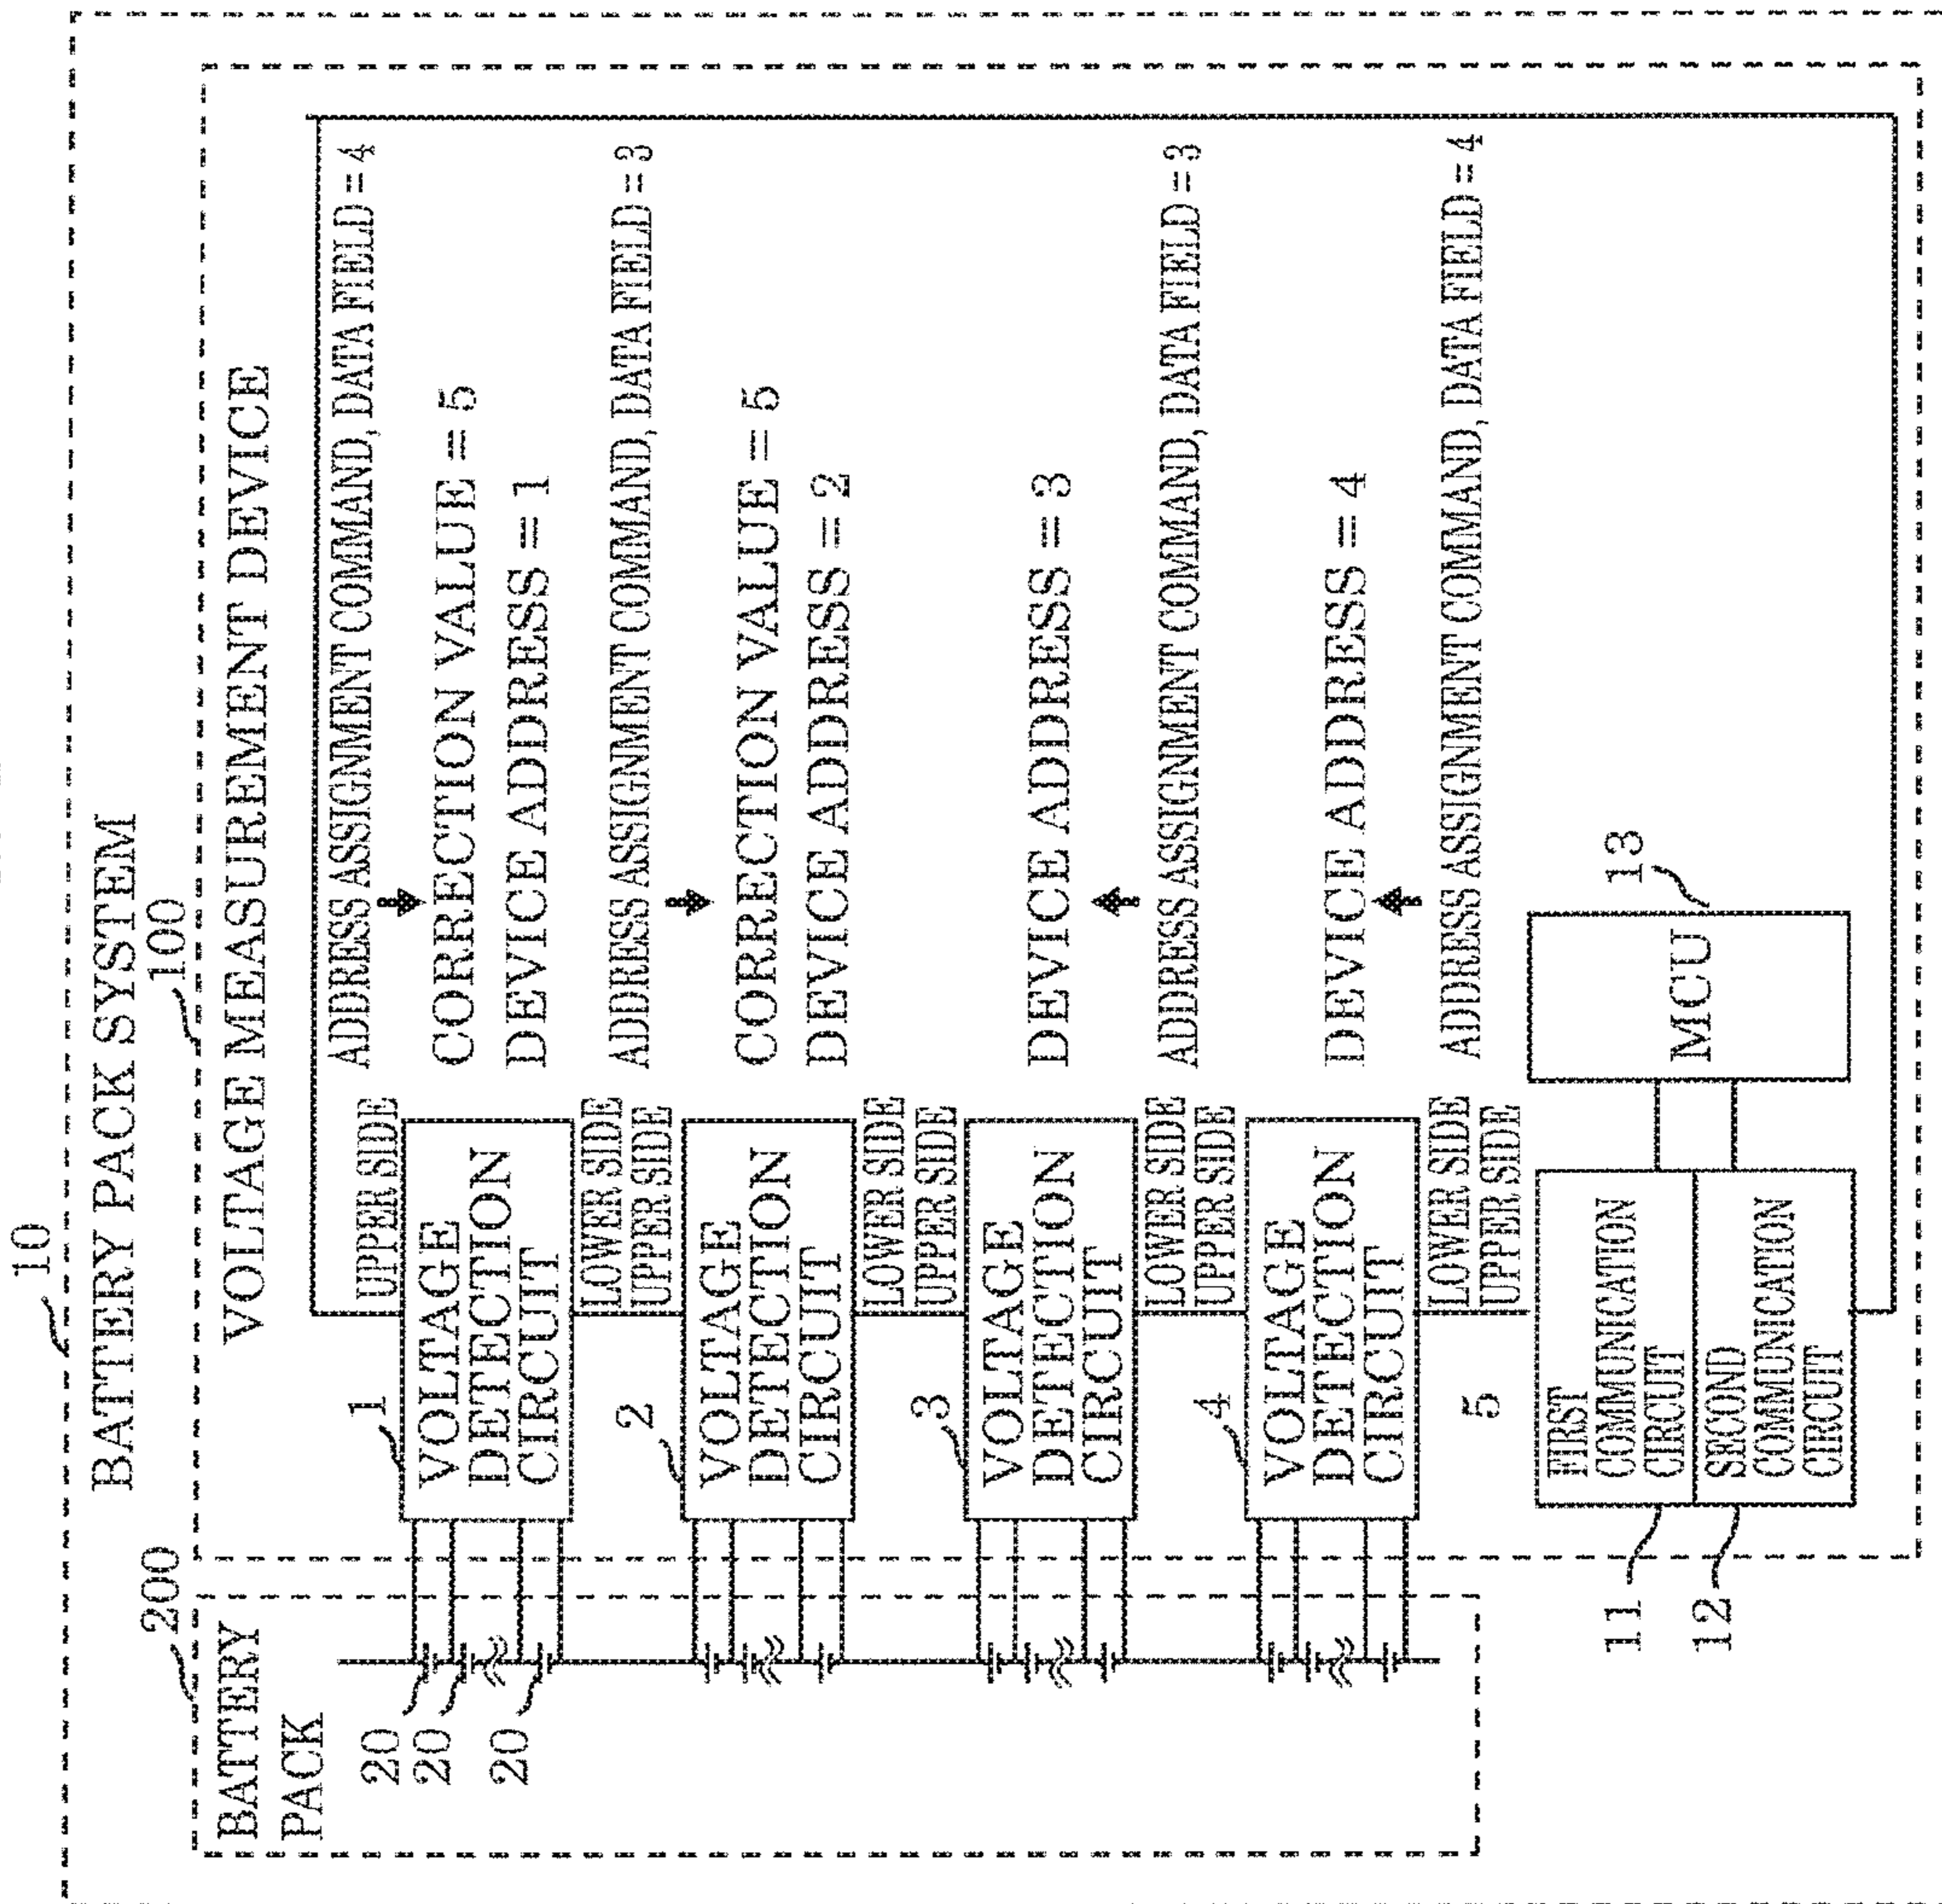 10
BATTERY PACK SYSTEM
200
100
BATTERY
PACK
VOLTAGE MEASUREMENT DEVICE
20
20
20
1
UPPER SIDE
VOLTAGE
DETECTION
CIRCUIT
LOWER SIDE
ADDRESS ASSIGNMENT COMMAND, DATA FIELD = 4
CORRECTION VALUE = 5
DEVICE ADDRESS = 1
2
UPPER SIDE
VOLTAGE
DETECTION
CIRCUIT
LOWER SIDE
ADDRESS ASSIGNMENT COMMAND, DATA FIELD = 3
CORRECTION VALUE = 5
DEVICE ADDRESS = 2
3
UPPER SIDE
VOLTAGE
DETECTION
CIRCUIT
LOWER SIDE
DEVICE ADDRESS = 3
ADDRESS ASSIGNMENT COMMAND, DATA FIELD = 3
4
UPPER SIDE
VOLTAGE
DETECTION
CIRCUIT
LOWER SIDE
DEVICE ADDRESS = 4
ADDRESS ASSIGNMENT COMMAND, DATA FIELD = 4
5
UPPER SIDE
11
FIRST
COMMUNICATION
CIRCUIT
12
SECOND
COMMUNICATION
CIRCUIT
MCU
13